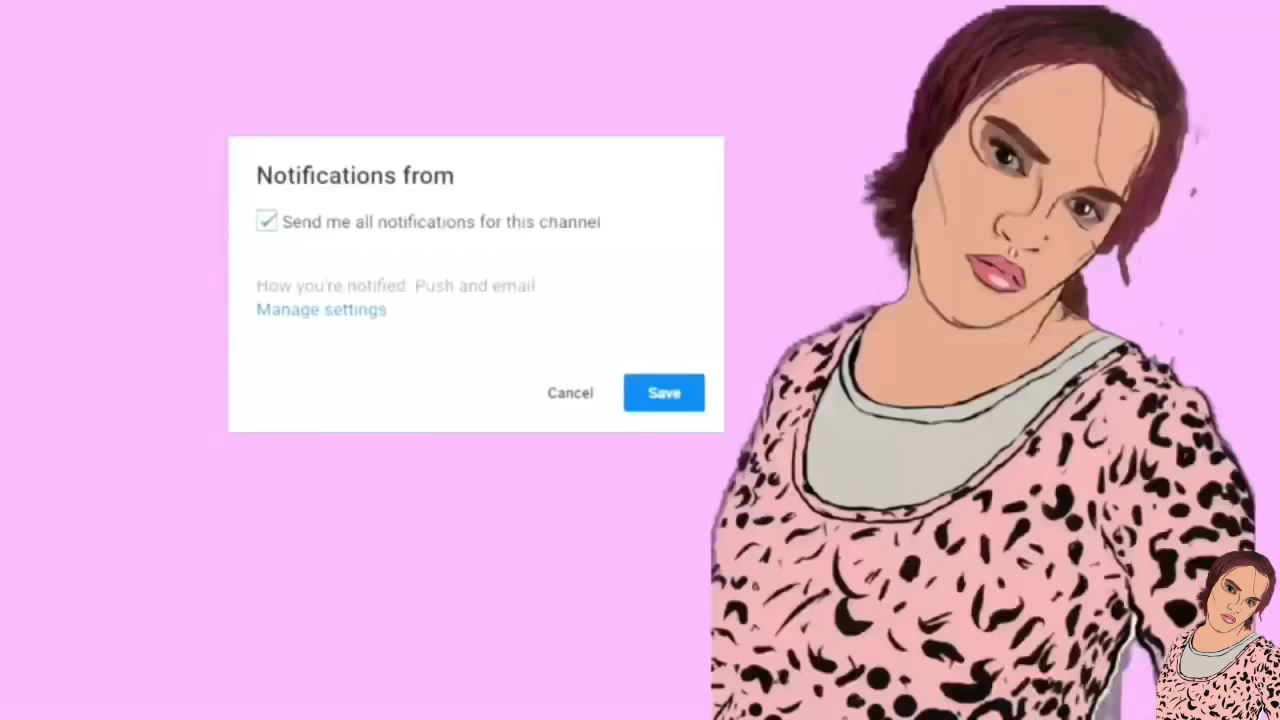 Notifications from
Send me all notifications for this channel
How you're notified: Push and email
Manage settings
Cancel
Save